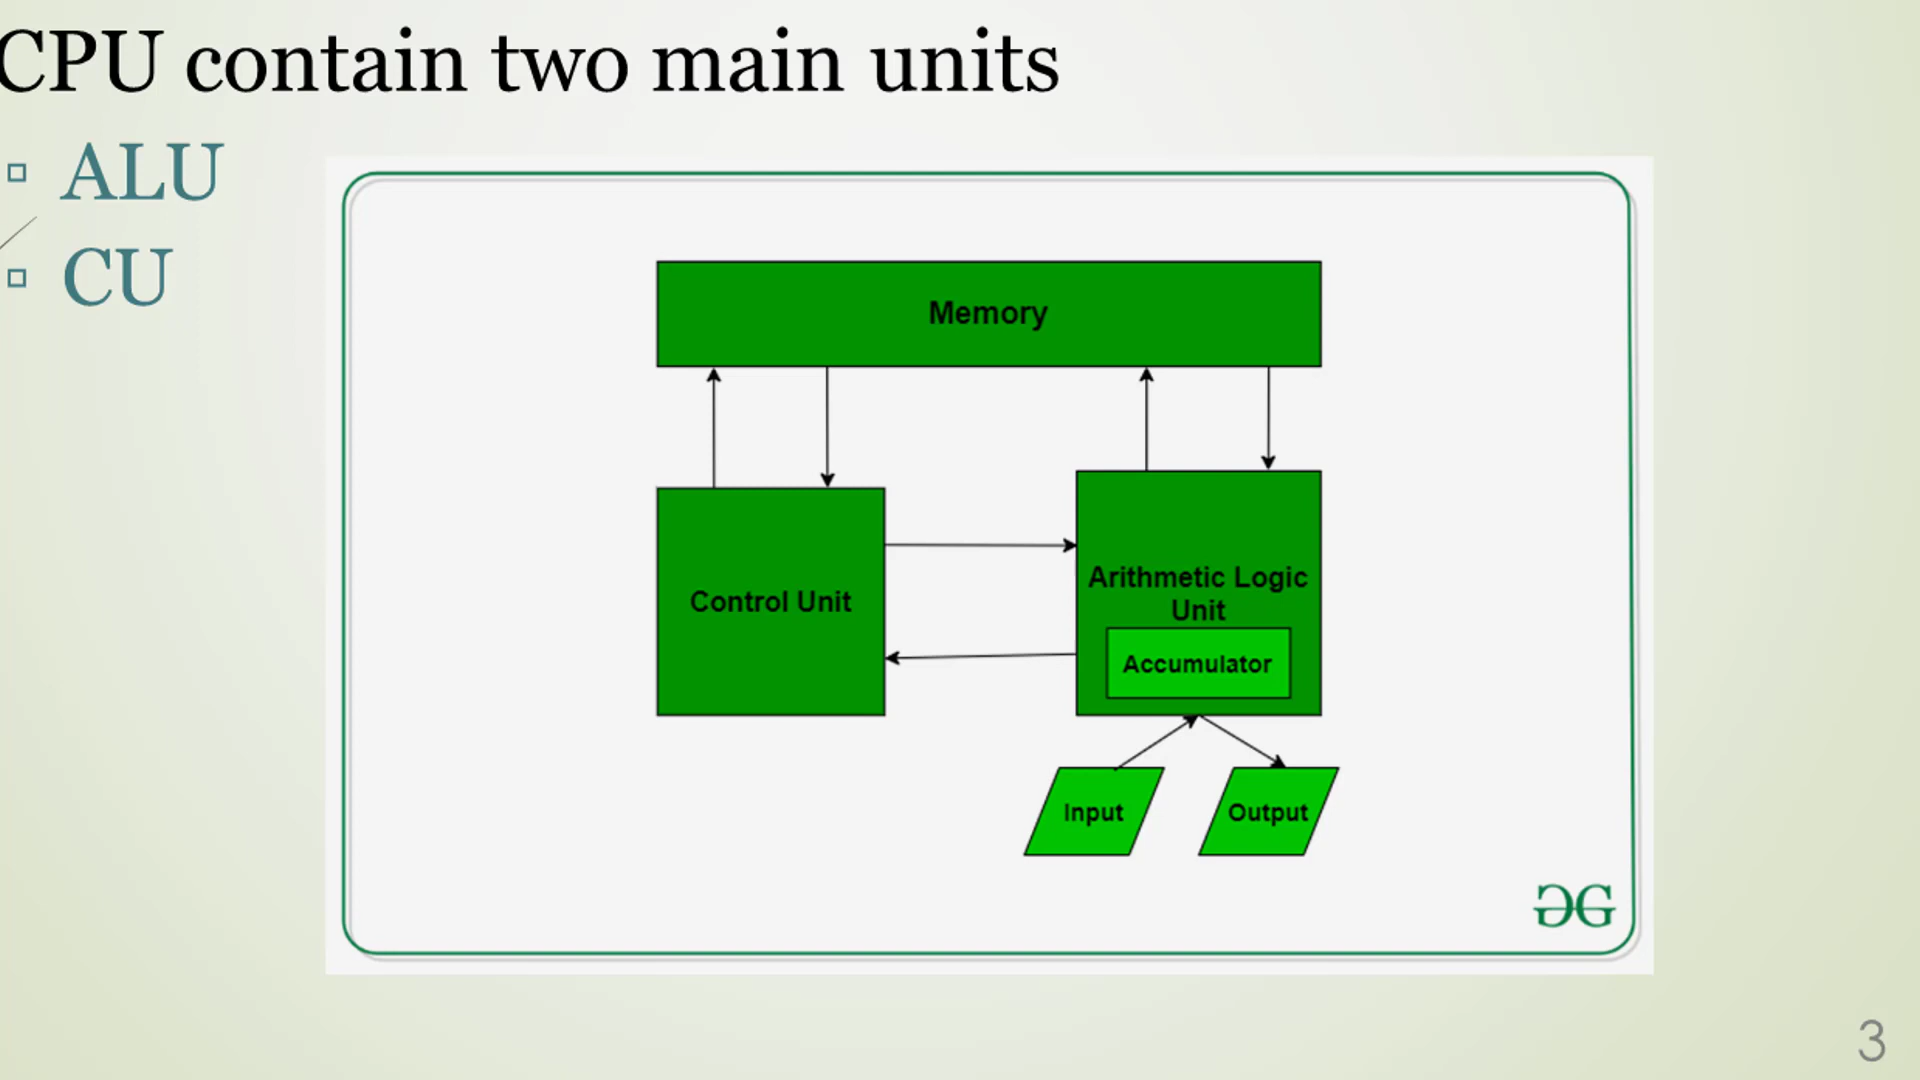 CPU contain two main units
ALU
CU
Memory
Control Unit
Arithmetic Logic
Unit
Accumulator
Input
Output
3